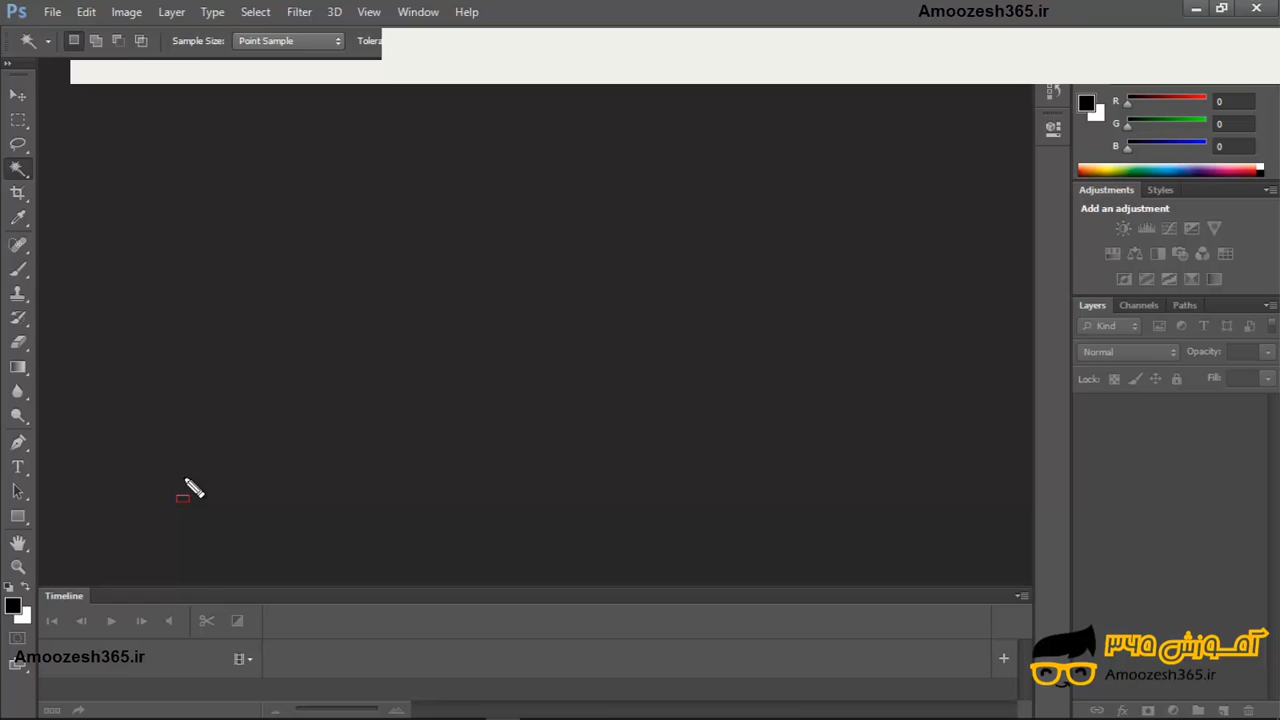 Ps File Edit Image Layer Type Select Filter 3D View Window Help
Amoozesh365.ir
Sample Size: Point Sample Tolera
R 0
G 0
B 0
Adjustments Styles
Add an adjustment
Layers Channels Paths
Kind T
Normal Opacity:
Lock: Fill:
T
Timeline
Amoozesh365.ir
آموزش ۳۶۵
Amoozesh365.ir
fx